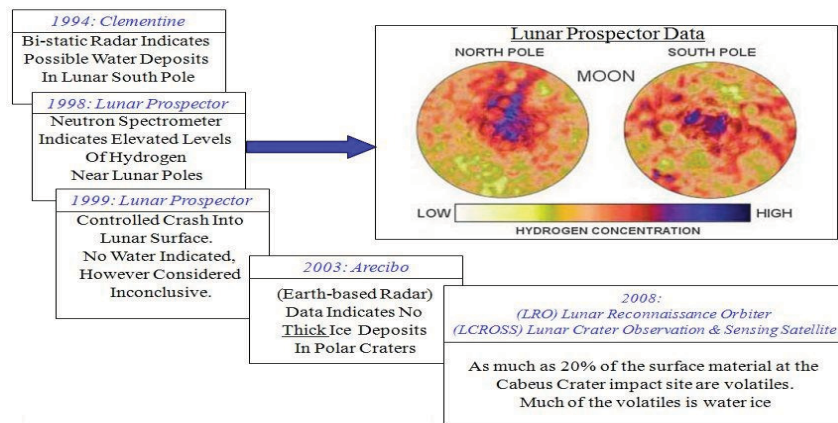 1994: Clementine
Bi-static Radar Indicates
Possible Water Deposits
In Lunar South Pole
1998: Lunar Prospector
Neutron Spectrometer
Indicates Elevated Levels
Of Hydrogen
Near Lunar Poles
1999: Lunar Prospector
Controlled Crash Into
Lunar Surface.
No Water Indicated,
However Considered
Inconclusive.
2003: Arecibo
(Earth-based Radar)
Data Indicates No
Thick Ice Deposits
In Polar Craters
2008:
(LRO) Lunar Reconnaissance Orbiter
(LCROSS) Lunar Crater Observation & Sensing Satellite
As much as 20% of the surface material at the
Cabeus Crater impact site are volatiles.
Much of the volatiles is water ice
Lunar Prospector Data
NORTH POLE SOUTH POLE
MOON
LOW HIGH
HYDROGEN CONCENTRATION